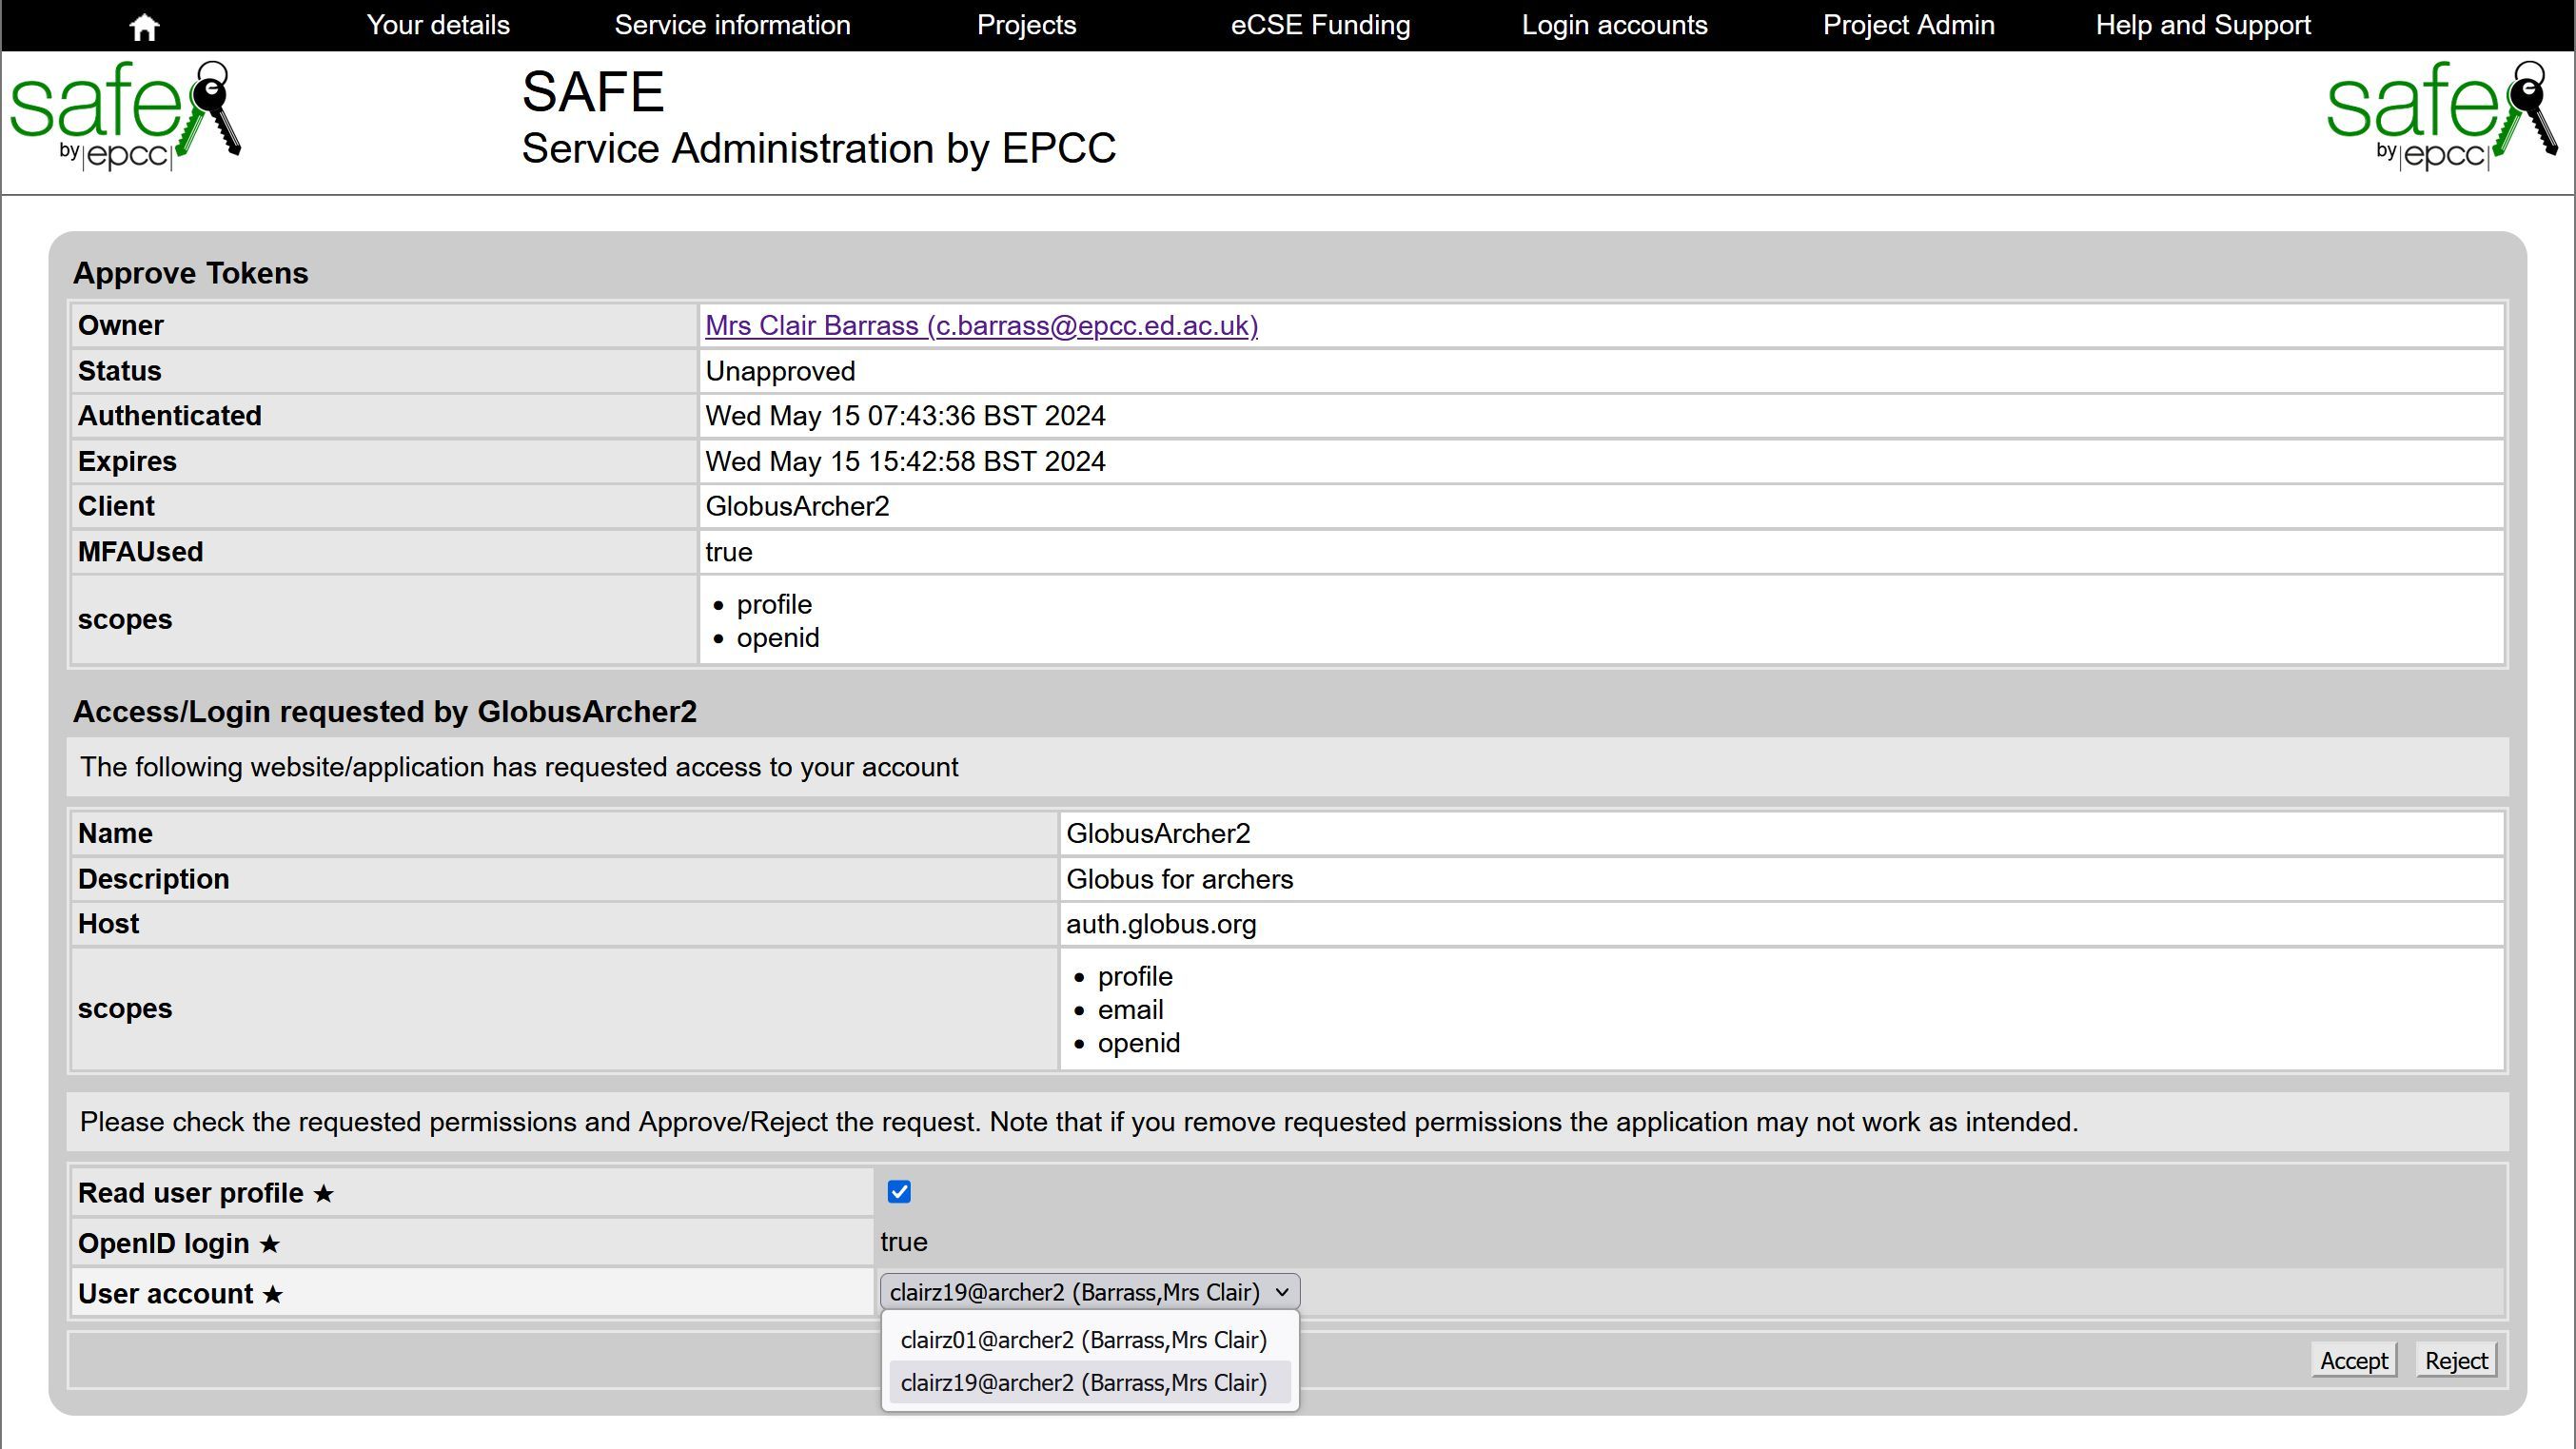 Your details Service information Projects eCSE Funding Login accounts Project Admin Help and Support
safe
by |epcc|
SAFE
Service Administration by EPCC
safe
by |epcc|
Approve Tokens
Owner Mrs Clair Barrass (c.barrass@epcc.ed.ac.uk)
Status Unapproved
Authenticated Wed May 15 07:43:36 BST 2024
Expires Wed May 15 15:42:58 BST 2024
Client GlobusArcher2
MFAUsed true
scopes
• profile
• openid
Access/Login requested by GlobusArcher2
The following website/application has requested access to your account
Name GlobusArcher2
Description Globus for archers
Host auth.globus.org
scopes
• profile
• email
• openid
Please check the requested permissions and Approve/Reject the request. Note that if you remove requested permissions the application may not work as intended.
Read user profile ★
OpenID login ★ true
User account ★ clairz19@archer2 (Barrass,Mrs Clair)
clairz01@archer2 (Barrass,Mrs Clair)
clairz19@archer2 (Barrass,Mrs Clair)
Accept Reject